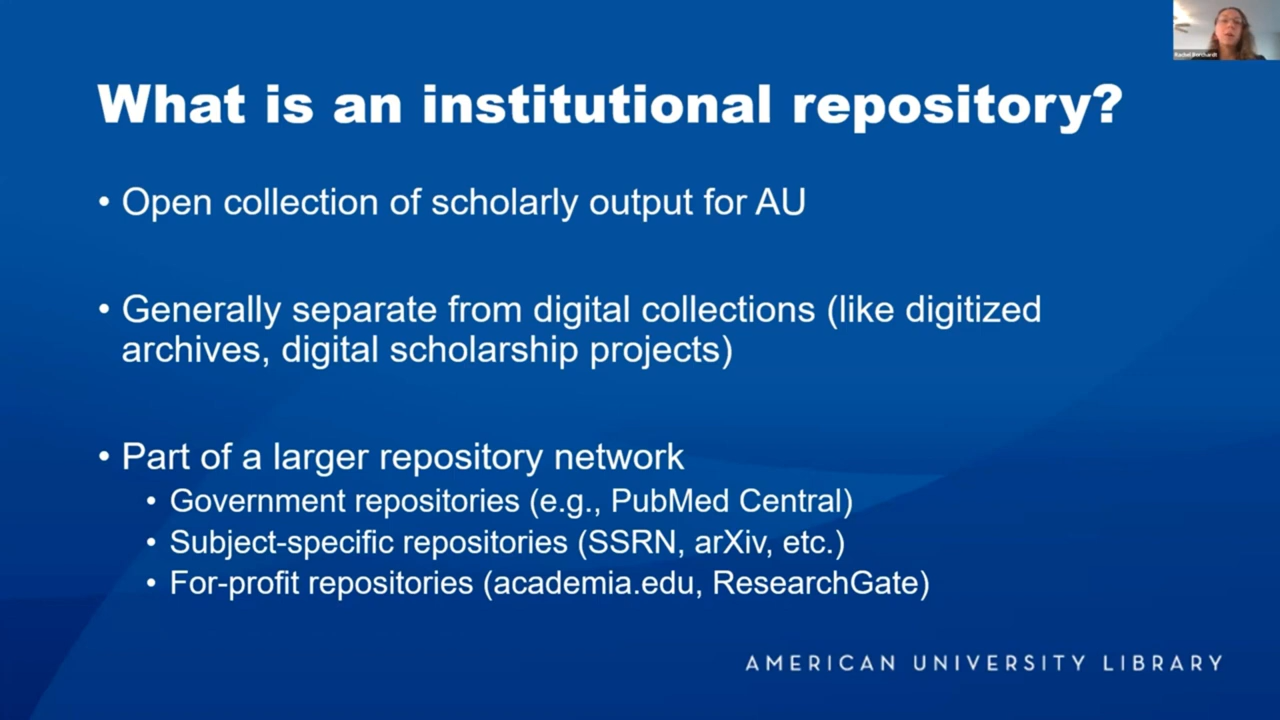 Rachel Borchardt
What is an institutional repository?
• Open collection of scholarly output for AU
• Generally separate from digital collections (like digitized
archives, digital scholarship projects)
• Part of a larger repository network
• Government repositories (e.g., PubMed Central)
• Subject-specific repositories (SSRN, arXiv, etc.)
• For-profit repositories (academia.edu, ResearchGate)
AMERICAN UNIVERSITY LIBRARY